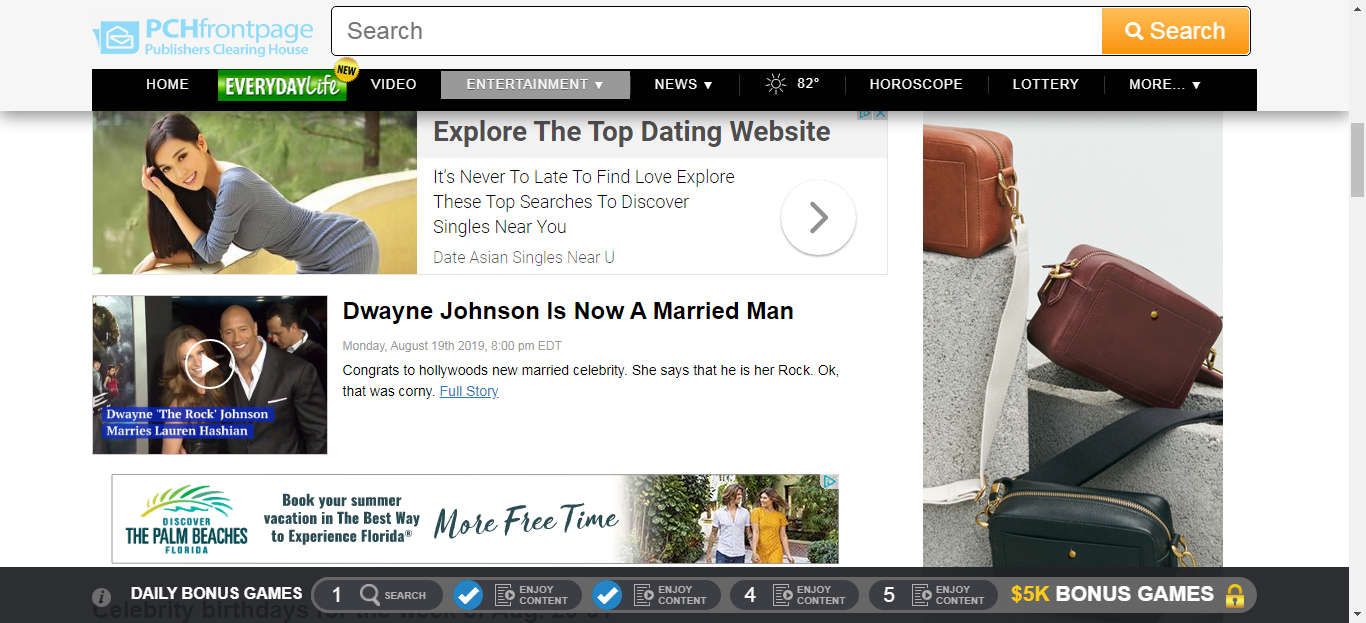 PCHfrontpage
Publishers Clearing House
Search
Search
HOME
EVERYDAYLife
NEW
VIDEO
ENTERTAINMENT ▼
NEWS ▼
82°
HOROSCOPE
LOTTERY
MORE... ▼
Explore The Top Dating Website
It's Never To Late To Find Love Explore
These Top Searches To Discover
Singles Near You
Date Asian Singles Near U
Dwayne 'The Rock' Johnson
Marries Lauren Hashian
Dwayne Johnson Is Now A Married Man
Monday, August 19th 2019, 8:00 pm EDT
Congrats to hollywoods new married celebrity. She says that he is her Rock. Ok,
that was corny. Full Story
DISCOVER
THE PALM BEACHES
FLORIDA
Book your summer
vacation in The Best Way
to Experience Florida®
More Free Time
DAILY BONUS GAMES
1 SEARCH
ENJOY
CONTENT
ENJOY
CONTENT
4 ENJOY
CONTENT
5 ENJOY
CONTENT
$5K BONUS GAMES
Celebrity birthdays for the week of Aug.